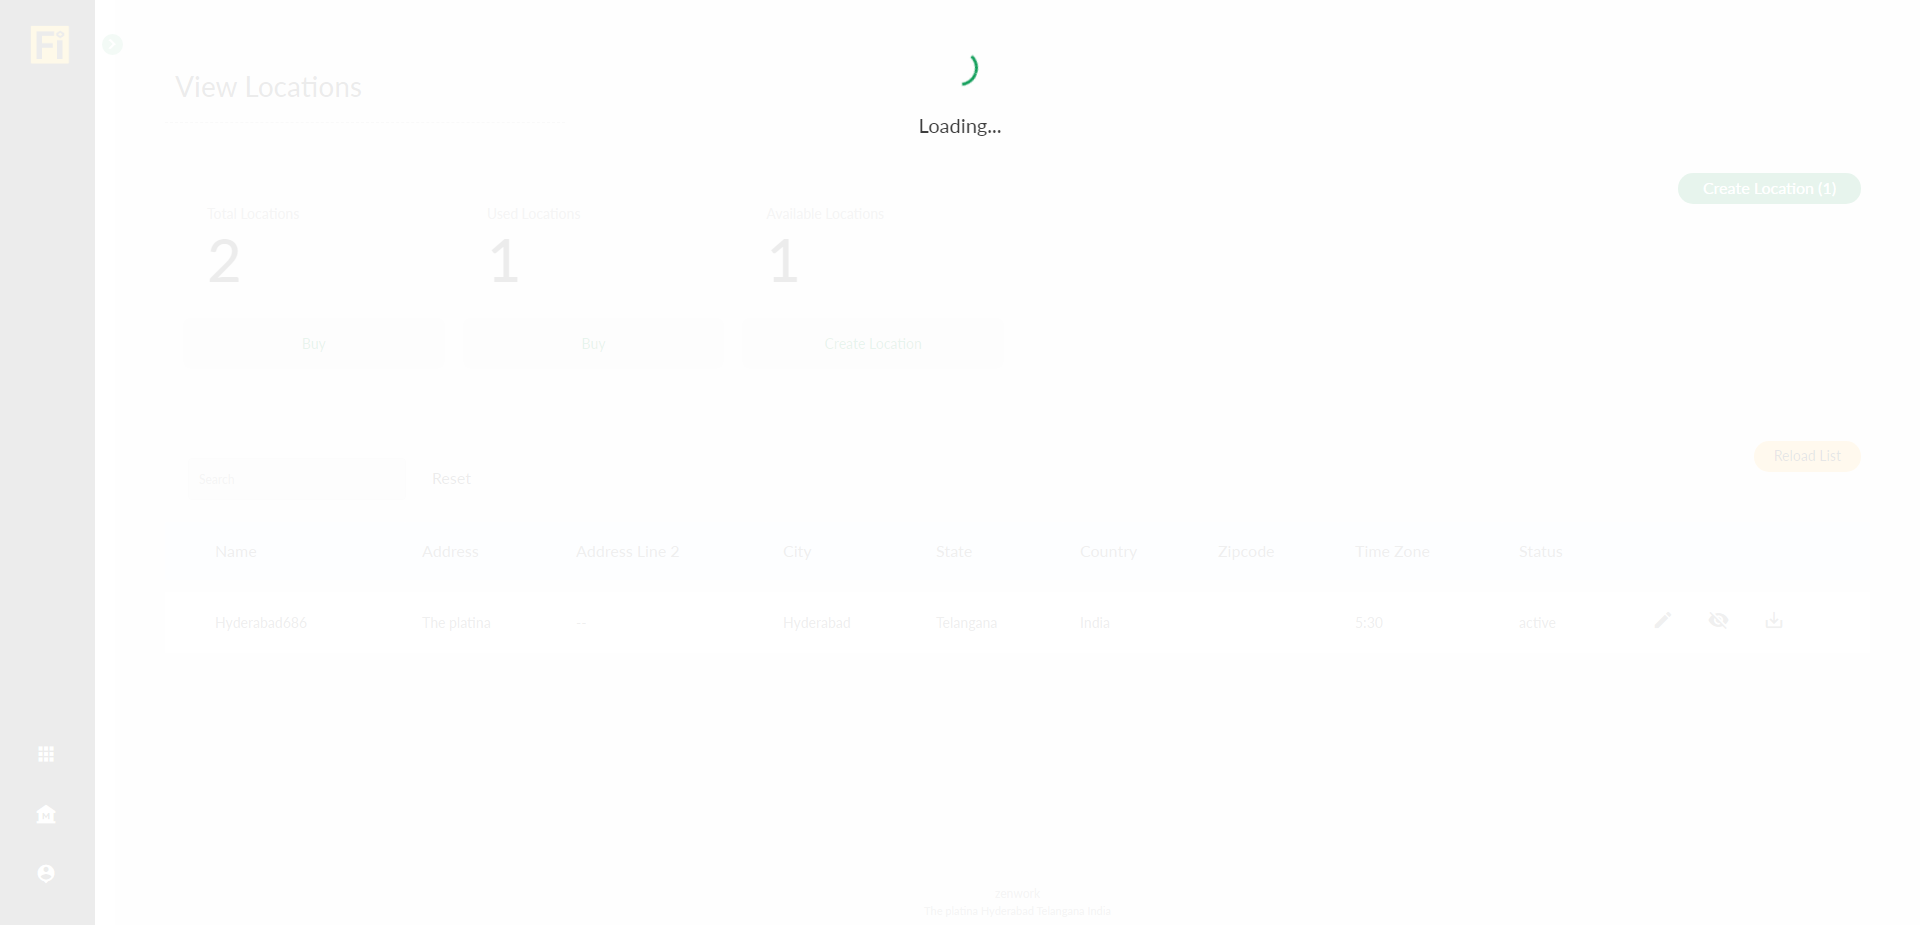 Fi
View Locations
Loading...
Create Location (1)
Total Locations
Used Locations
Available Locations
2
1
1
Buy
Buy
Create Location
Reload List
Search
Reset
Name Address Address Line 2 City State Country Zipcode Time Zone Status
Hyderabad686 The platina -- Hyderabad Telangana India 5:30 active
zenwork
The platina Hyderabad Telangana India